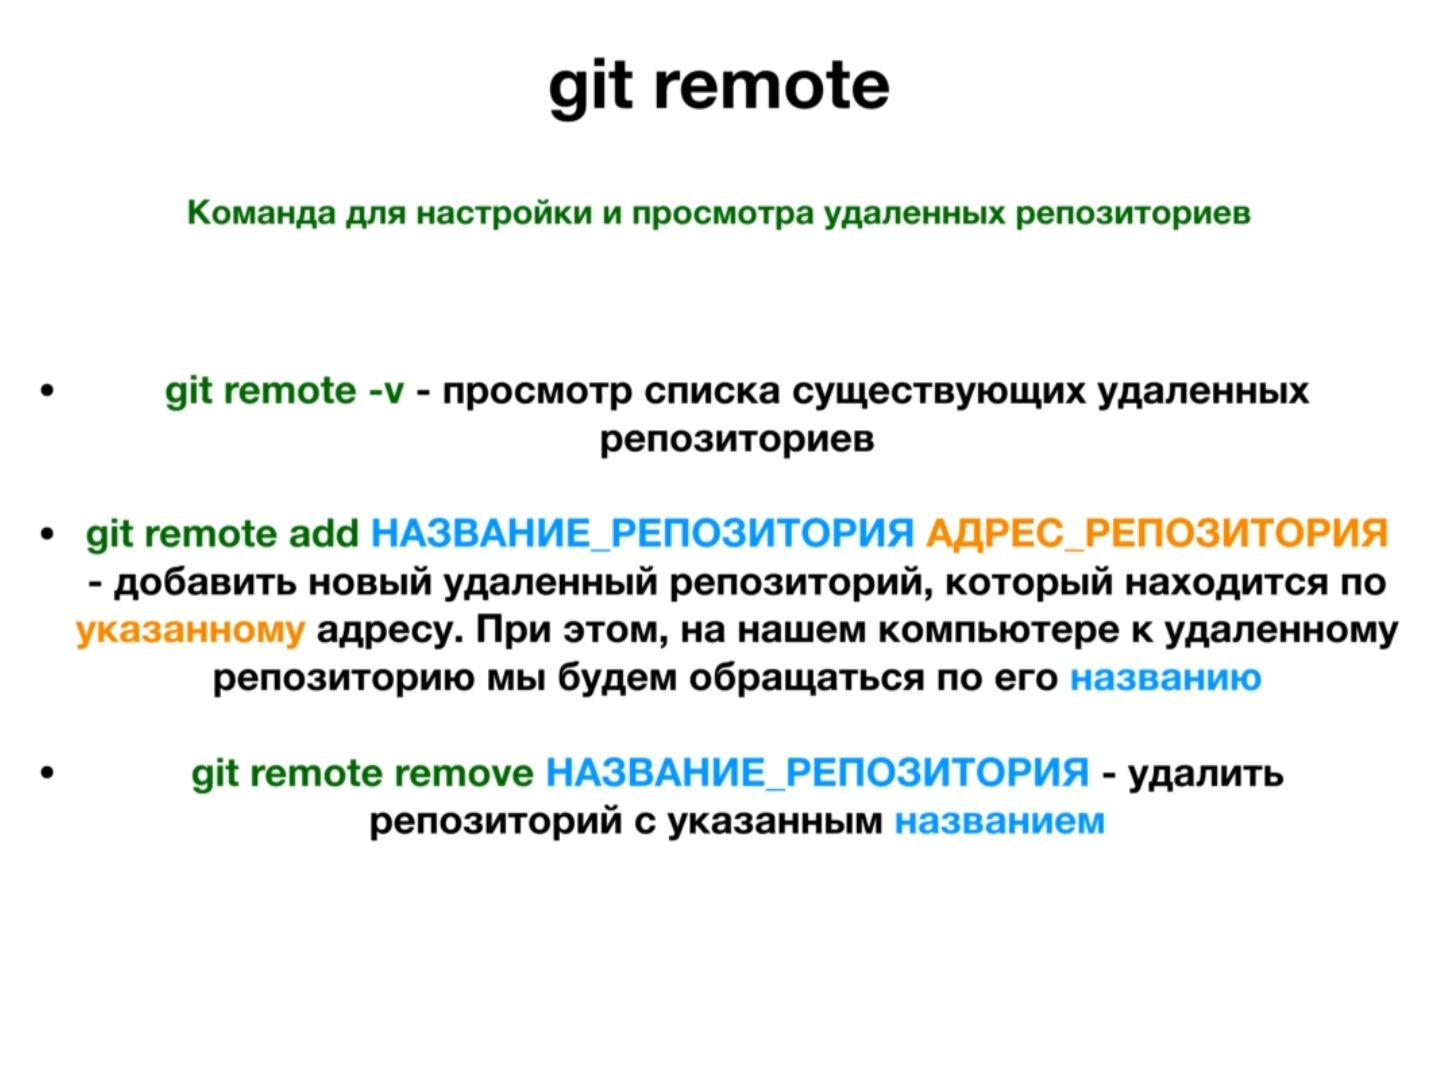 git remote
Команда для настройки и просмотра удаленных репозиториев
• git remote -v - просмотр списка существующих удаленных
репозиториев
• git remote add НАЗВАНИЕ_РЕПОЗИТОРИЯ АДРЕС_РЕПОЗИТОРИЯ
- добавить новый удаленный репозиторий, который находится по
указанному адресу. При этом, на нашем компьютере к удаленному
репозиторию мы будем обращаться по его названию
• git remote remove НАЗВАНИЕ_РЕПОЗИТОРИЯ - удалить
репозиторий с указанным названием